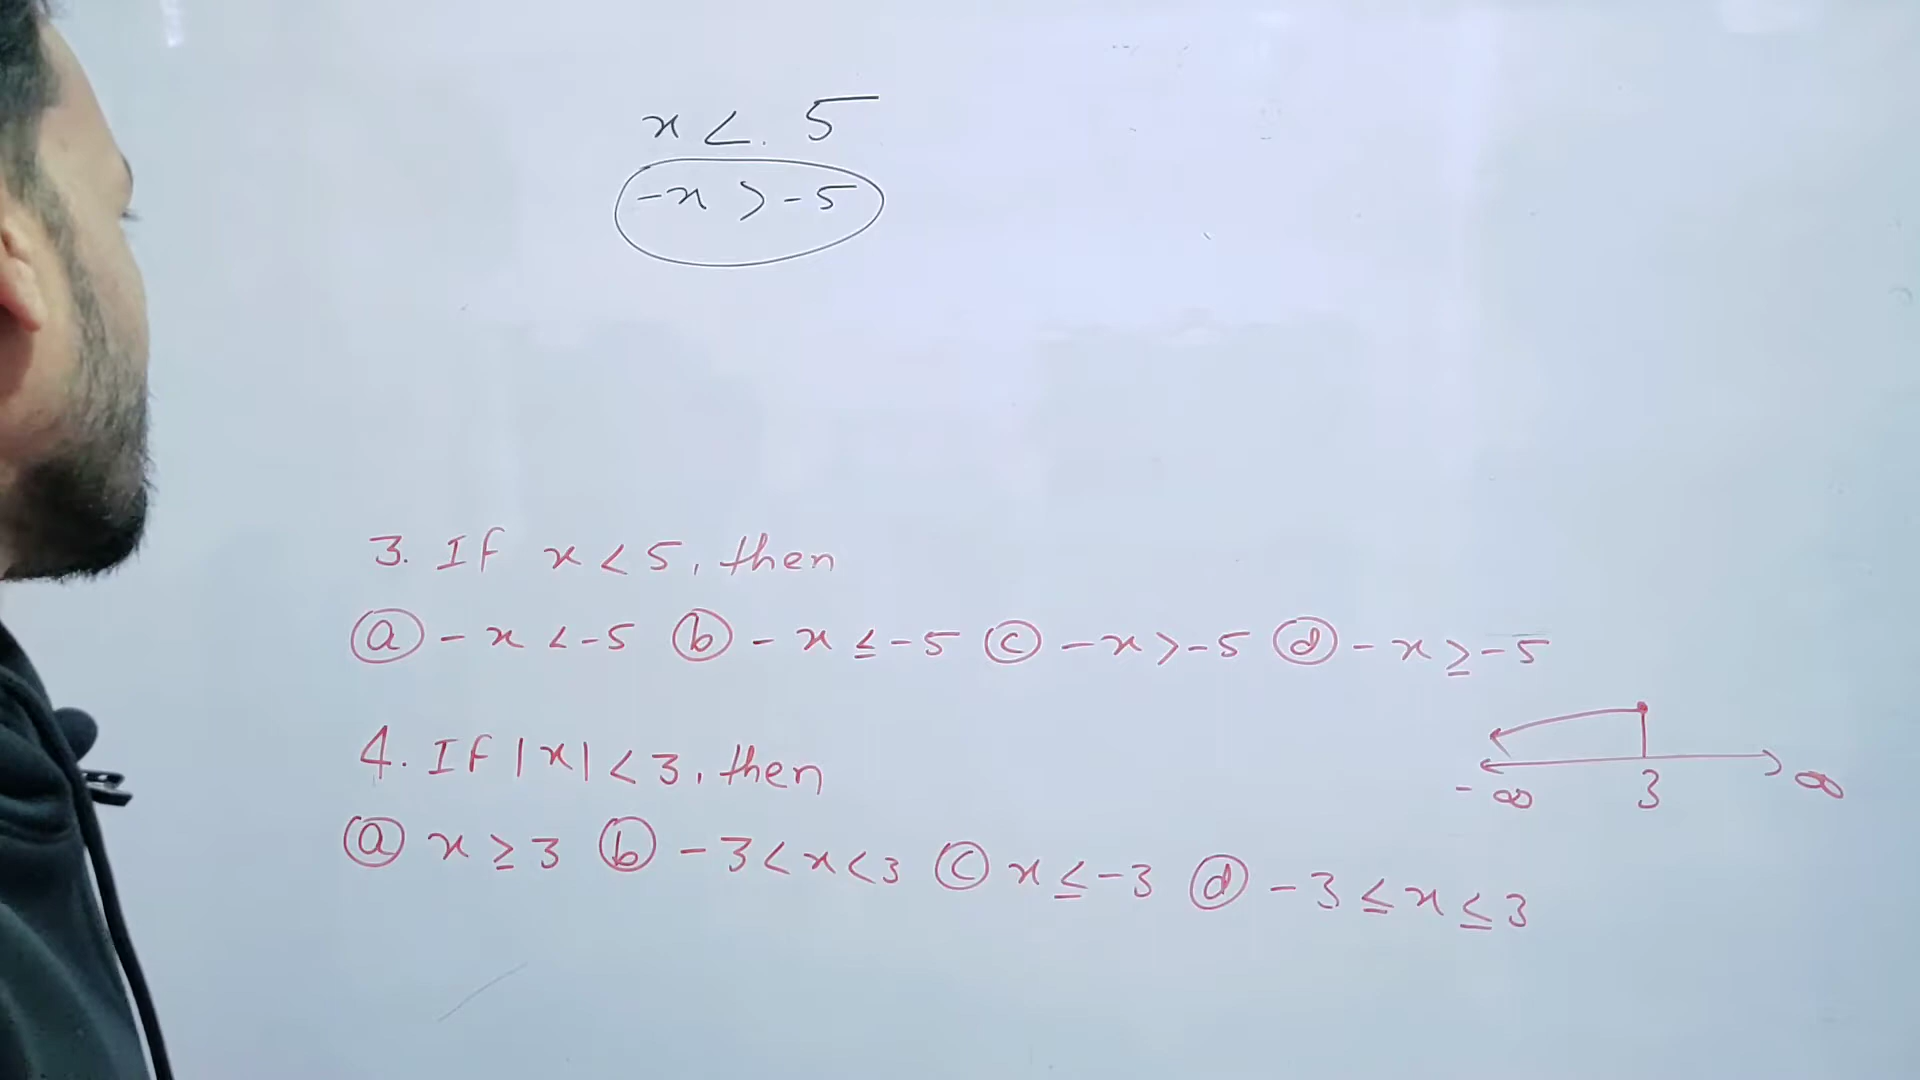 x < 5
-x > -5
3. If x < 5, then
ⓐ -x < -5 ⓑ -x ≤ -5 ⓒ -x > -5 ⓓ -x ≥ -5
-∞ 3 ∞
4. If |x| < 3, then
ⓐ x ≥ 3 ⓑ -3 < x < 3 ⓒ x ≤ -3 ⓓ -3 ≤ x ≤ 3